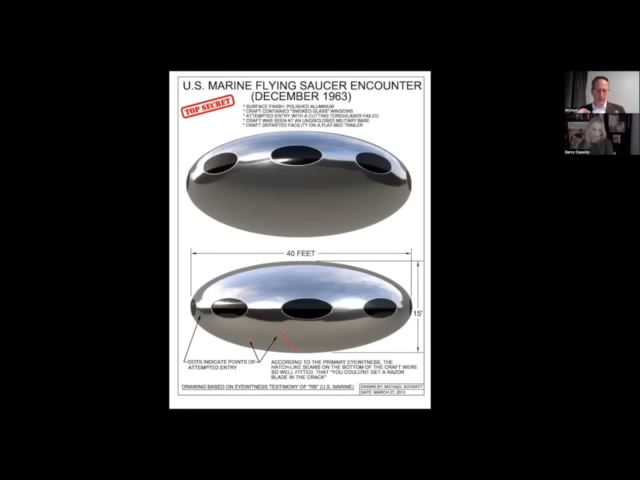 U.S. MARINE FLYING SAUCER ENCOUNTER
(DECEMBER 1963)
TOP SECRET
* SURFACE FINISH: POLISHED ALUMINUM
* CRAFT CONTAINED "SMOKED GLASS" WINDOWS
* ATTEMPTED ENTRY WITH A CUTTING TORCH/LASER FAILED
* CRAFT WAS SEEN AT AN UNDISCLOSED MILITARY BASE
* CRAFT DEPARTED FACILITY ON A FLAT-BED TRAILER
40 FEET
15'
DOTS INDICATE POINTS OF
ATTEMPTED ENTRY
ACCORDING TO THE PRIMARY EYEWITNESS, THE
HATCH-LIKE SEAMS ON THE BOTTOM OF THE CRAFT WERE
SO WELL FITTED, THAT "YOU COULDN'T GET A RAZOR
BLADE IN THE CRACK"
DRAWING BASED ON EYEWITNESS TESTIMONY OF "RB" (U.S. MARINE)
DRAWN BY: MICHAEL SCHRATT
DATE: MARCH 27,
Kerry Cassidy